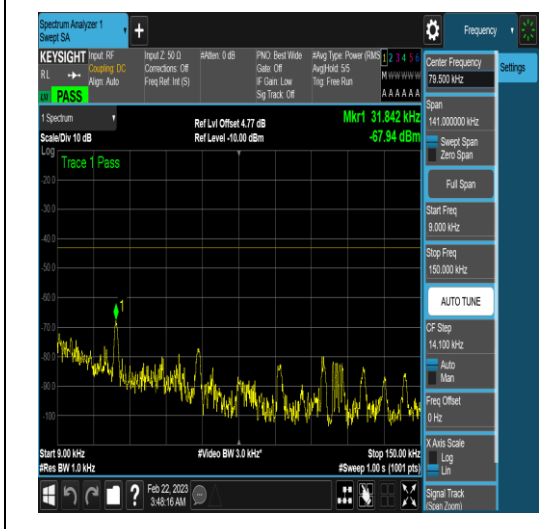 Spectrum Analyzer 1
Swept SA
+
Frequency
KEYSIGHT
Input: RF
Input Z: 50 Ω
#Atten: 0 dB
PNO: Best Wide
#Avg Type: Power (RMS
1 2 3 4 5 6
RL
Coupling: DC
Corrections: Off
Gate: Off
Avg|Hold: 5/5
M W W W W W
Align: Auto
Freq Ref: Int (S)
IF Gain: Low
Trig: Free Run
Sig Track: Off
A A A A A A
PASS
1 Spectrum
Ref Lvl Offset 4.77 dB
Mkr1 31.842 kHz
Scale/Div 10 dB
Ref Level -10.00 dBm
-67.94 dBm
Log
Trace 1 Pass
-20.0
-30.0
-40.0
-50.0
-60.0
1
-70.0
-80.0
-90.0
-100
Start 9.00 kHz
#Video BW 3.0 kHz*
Stop 150.00 kHz
#Res BW 1.0 kHz
#Sweep 1.00 s (1001 pts)
Feb 22, 2023
3:48:16 AM
?
Center Frequency
79.500 kHz
Settings
Span
141.000000 kHz
Swept Span
Zero Span
Full Span
Start Freq
9.000 kHz
Stop Freq
150.000 kHz
AUTO TUNE
CF Step
14.100 kHz
Auto
Man
Freq Offset
0 Hz
X Axis Scale
Log
Lin
Signal Track
(Span Zoom)